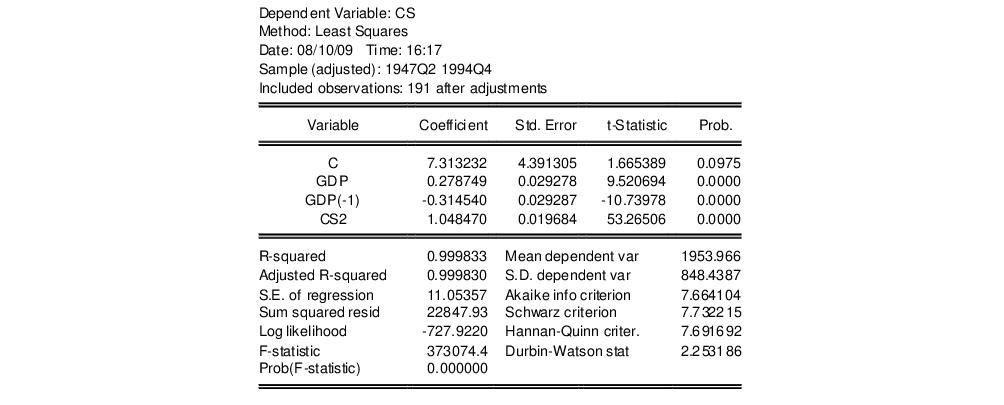 Dependent Variable: CS
Method: Least Squares
Date: 08/10/09 Time: 16:17
Sample (adjusted): 1947Q2 1994Q4
Included observations: 191 after adjustments
Variable Coefficient Std. Error t-Statistic Prob.
C 7.313232 4.391305 1.665389 0.0975
GDP 0.278749 0.029278 9.520694 0.0000
GDP(-1) -0.314540 0.029287 -10.73978 0.0000
CS2 1.048470 0.019684 53.26506 0.0000
R-squared 0.999833 Mean dependent var 1953.966
Adjusted R-squared 0.999830 S.D. dependent var 848.4387
S.E. of regression 11.05357 Akaike info criterion 7.664104
Sum squared resid 22847.93 Schwarz criterion 7.732215
Log likelihood -727.9220 Hannan-Quinn criter. 7.691692
F-statistic 373074.4 Durbin-Watson stat 2.253186
Prob(F-statistic) 0.000000